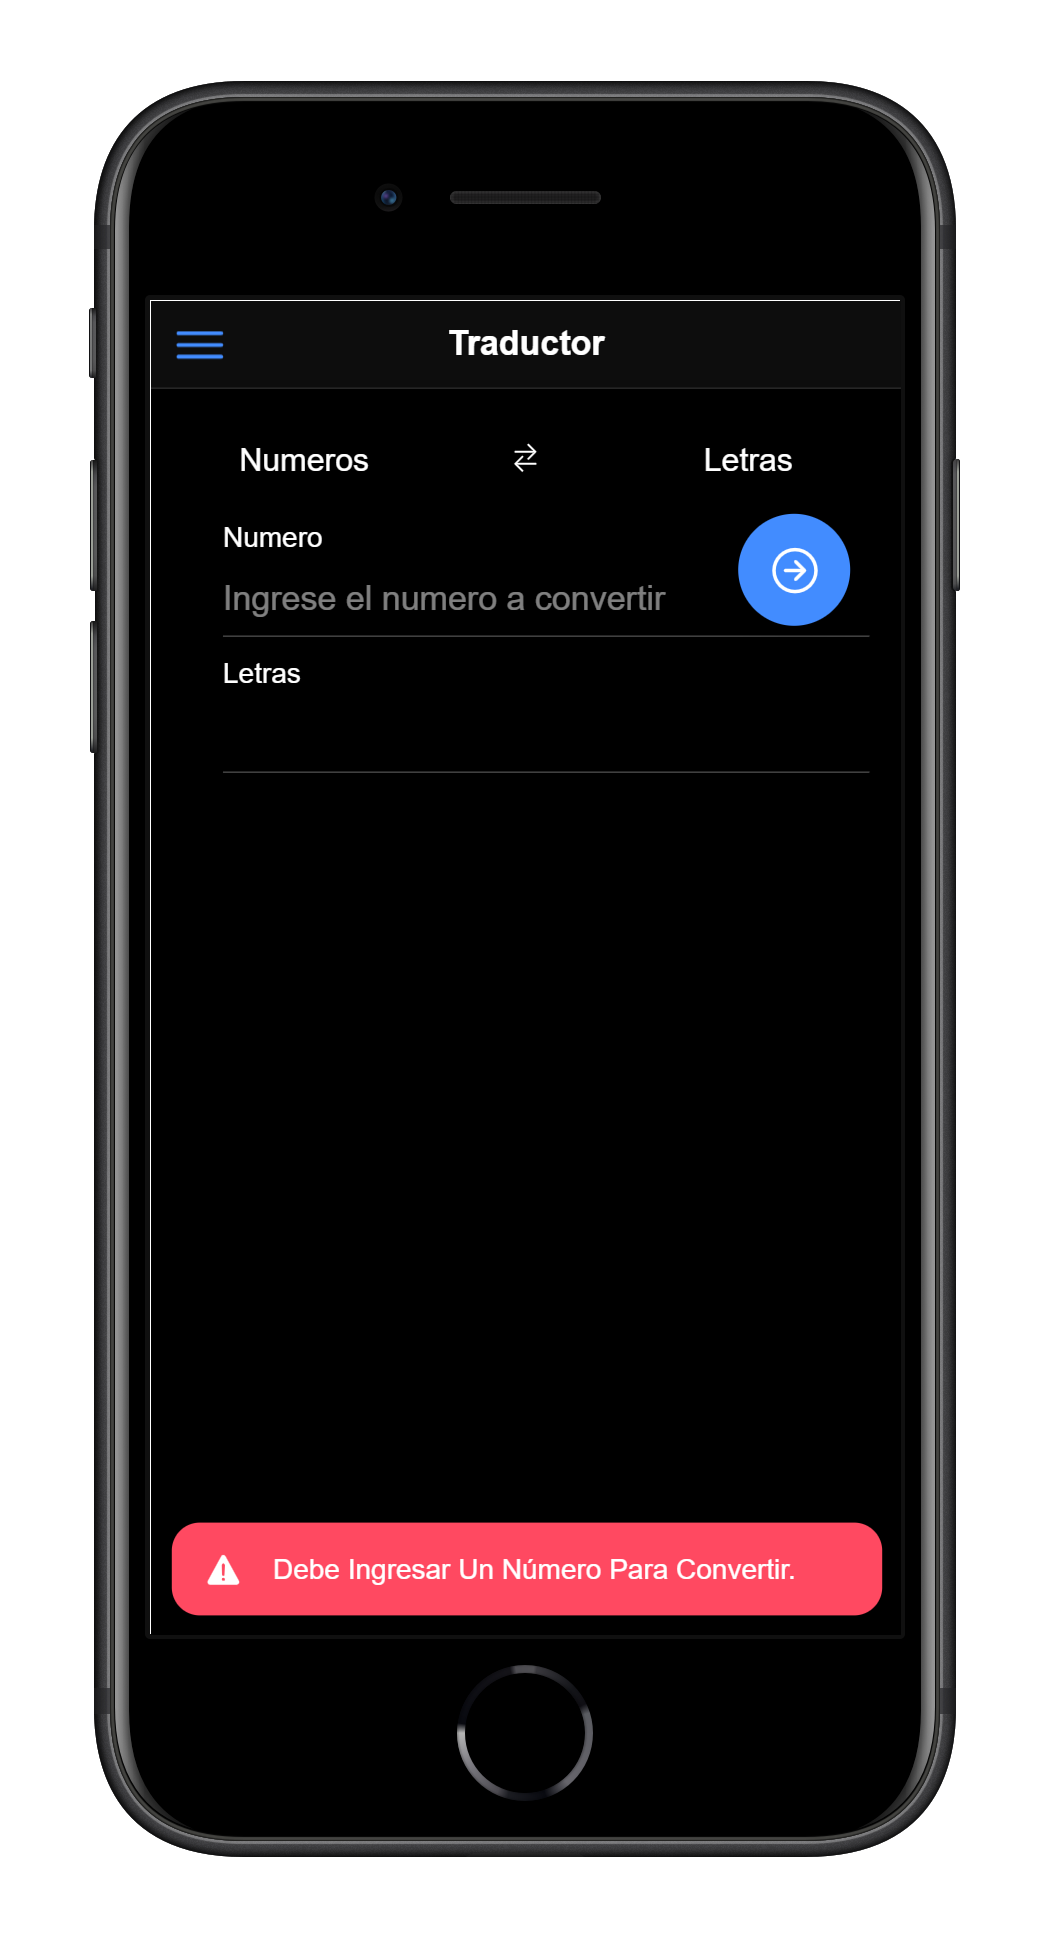 Traductor
Numeros
Letras
Numero
Ingrese el numero a convertir
Letras
Debe Ingresar Un Número Para Convertir.